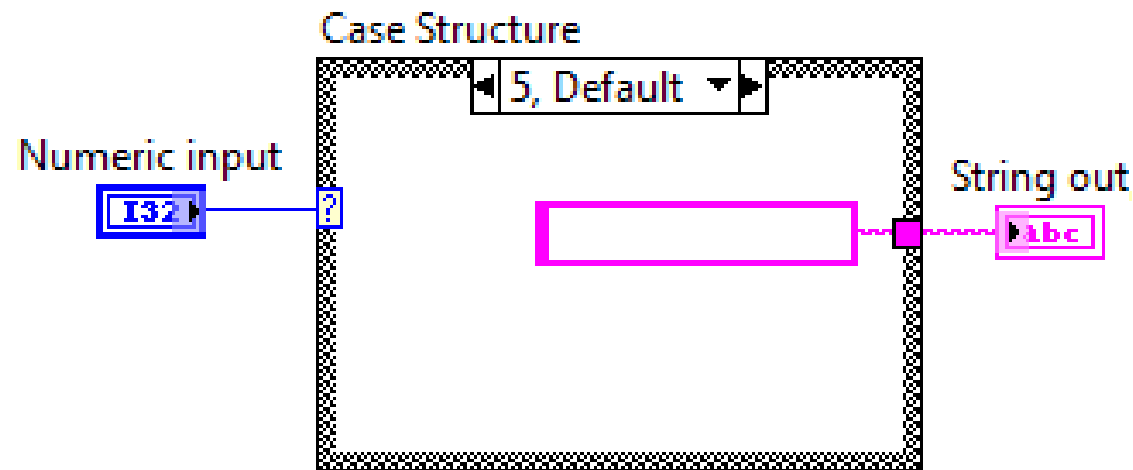 Case Structure
5, Default
Numeric input
I32
?
String out
abc